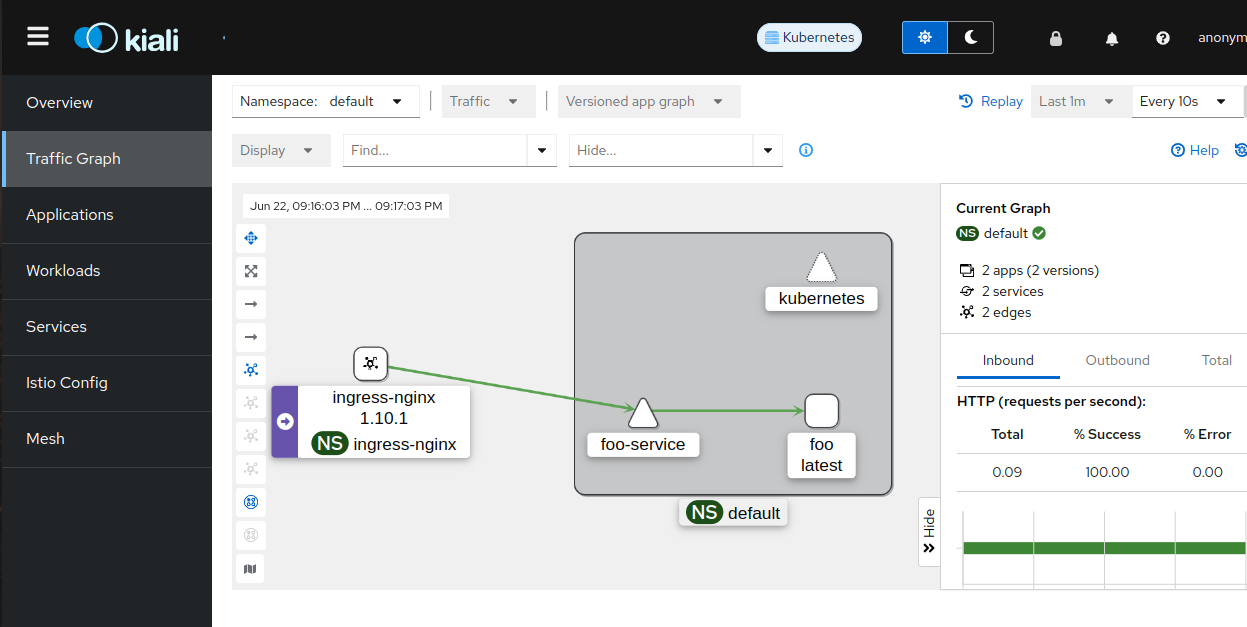 kiali
Kubernetes
anonym
Overview
Traffic Graph
Applications
Workloads
Services
Istio Config
Mesh
Namespace: default
Traffic
Versioned app graph
Replay
Last 1m
Every 10s
Display
Find...
Hide...
Help
Jun 22, 09:16:03 PM ... 09:17:03 PM
kubernetes
ingress-nginx
1.10.1
NS ingress-nginx
foo-service
foo
latest
NS default
Hide
Current Graph
NS default
2 apps (2 versions)
2 services
2 edges
Inbound
Outbound
Total
HTTP (requests per second):
Total
% Success
% Error
0.09
100.00
0.00